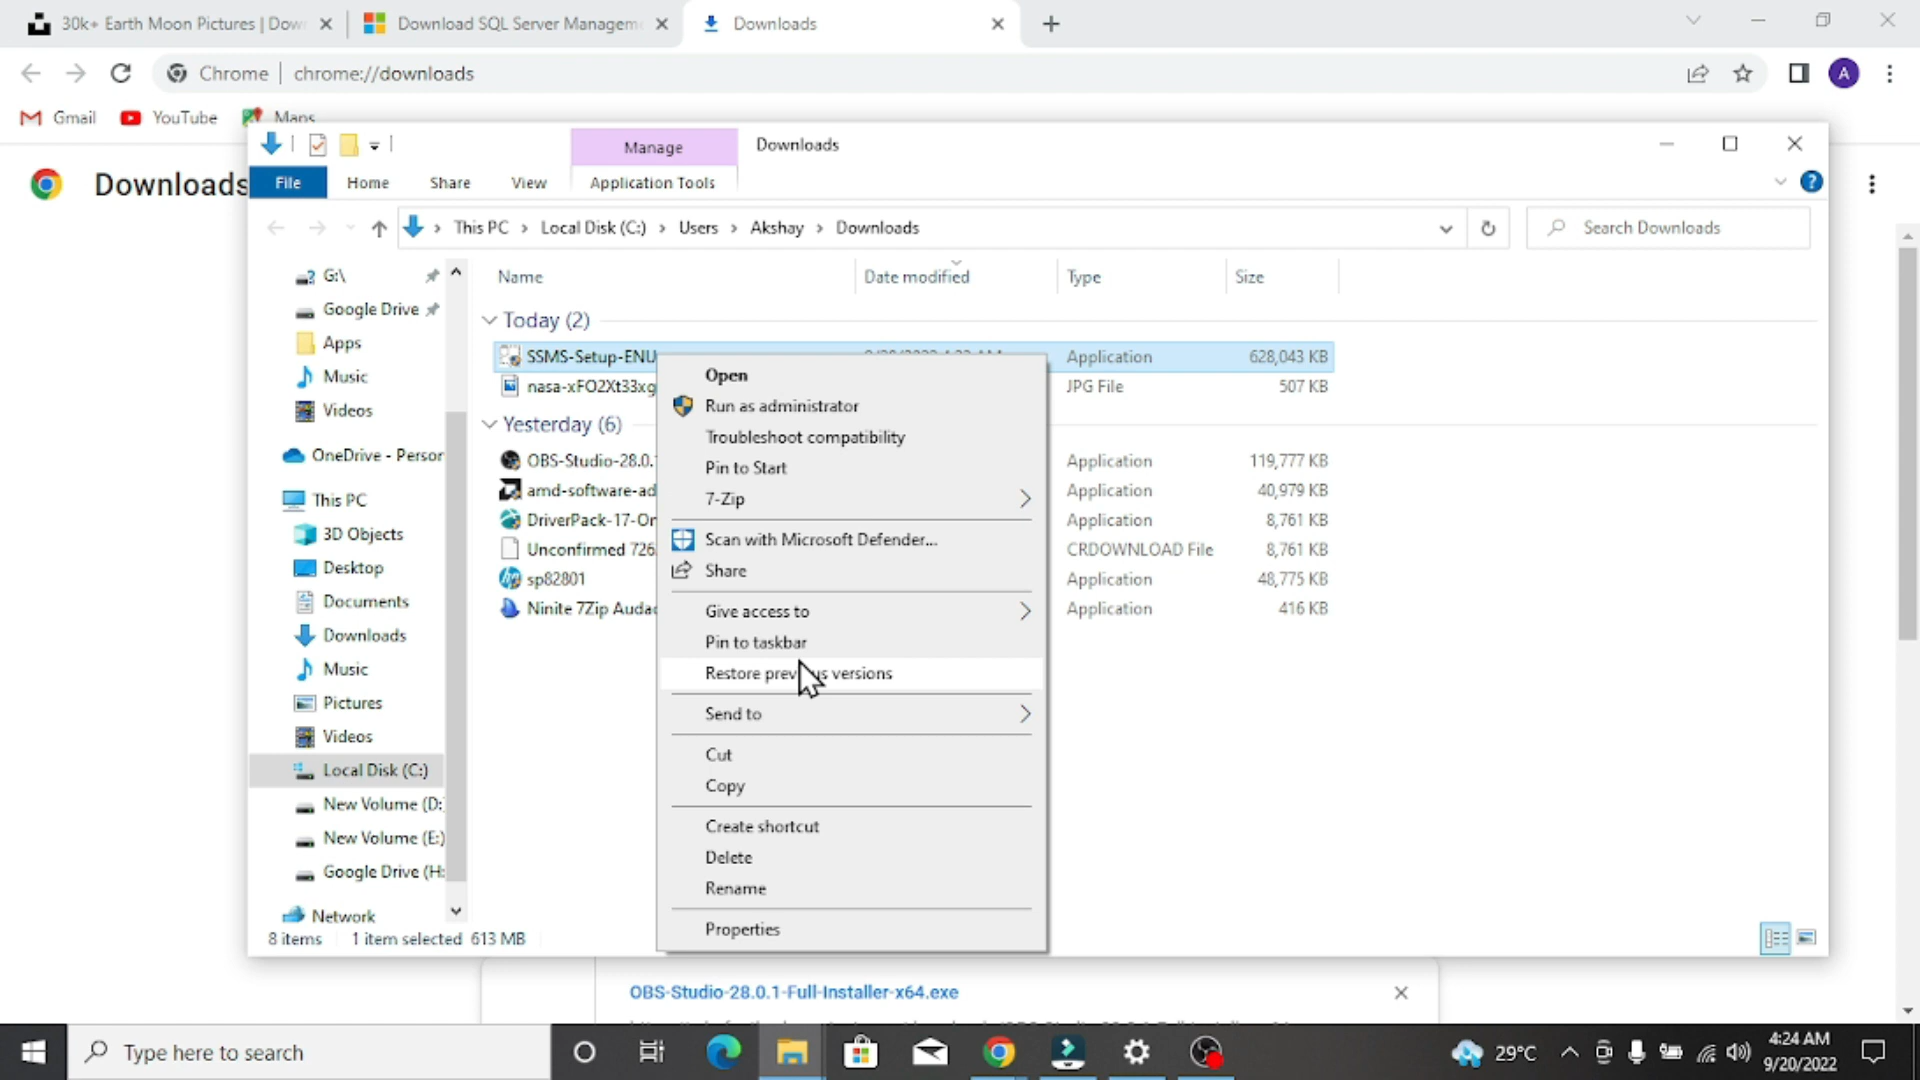 30k+ Earth Moon Pictures | Dow
Download SQL Server Managem
Downloads
Chrome
chrome://downloads
Gmail
YouTube
Maps
Downloads
Manage
Downloads
File
Home
Share
View
Application Tools
This PC > Local Disk (C:) > Users > Akshay > Downloads
Search Downloads
G:\
Google Drive
Apps
Music
Videos
OneDrive - Person
This PC
3D Objects
Desktop
Documents
Downloads
Music
Pictures
Videos
Local Disk (C:)
New Volume (D:
New Volume (E:)
Google Drive (H:
Network
Name
Date modified
Type
Size
Today (2)
SSMS-Setup-ENU
Application
628,043 KB
nasa-xFO2Xt33xg
JPG File
507 KB
Yesterday (6)
OBS-Studio-28.0.
Application
119,777 KB
amd-software-ad
Application
40,979 KB
DriverPack-17-On
Application
8,761 KB
Unconfirmed 726
CRDOWNLOAD File
8,761 KB
sp82801
Application
48,775 KB
Ninite 7Zip Audac
Application
416 KB
Open
Run as administrator
Troubleshoot compatibility
Pin to Start
7-Zip
Scan with Microsoft Defender...
Share
Give access to
Pin to taskbar
Restore previous versions
Send to
Cut
Copy
Create shortcut
Delete
Rename
Properties
8 items
1 item selected 613 MB
OBS-Studio-28.0.1-Full-Installer-x64.exe
Type here to search
29°C
4:24 AM
9/20/2022